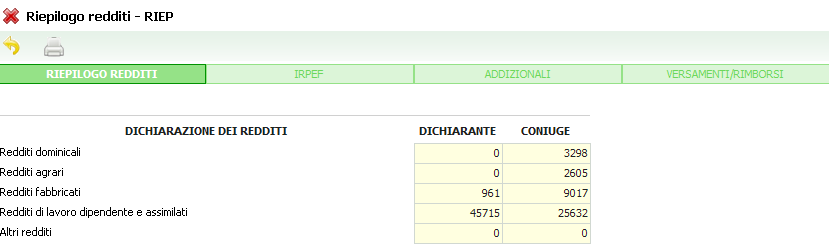 Riepilogo redditi - RIEP
RIEPILOGO REDDITI IRPEF ADDIZIONALI VERSAMENTI/RIMBORSI
DICHIARAZIONE DEI REDDITI DICHIARANTE CONIUGE
Redditi dominicali 0 3298
Redditi agrari 0 2605
Redditi fabbricati 961 9017
Redditi di lavoro dipendente e assimilati 45715 25632
Altri redditi 0 0